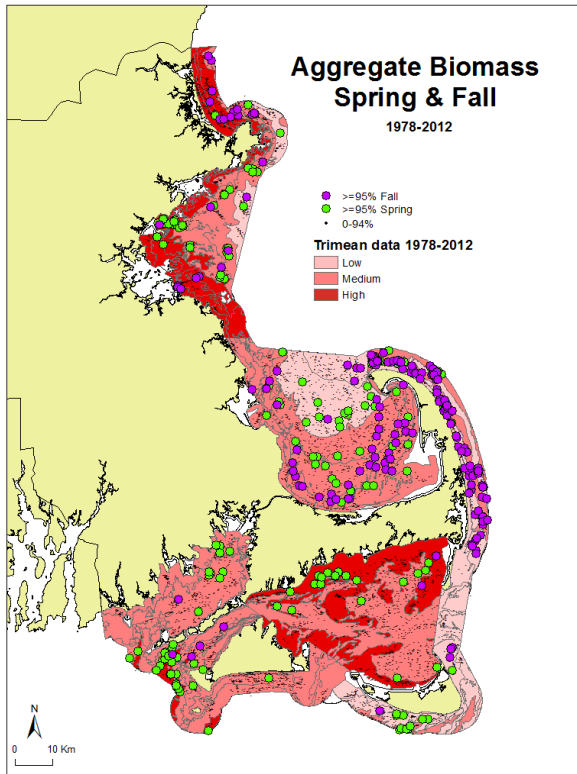 Aggregate Biomass
Spring & Fall
1978-2012
>=95% Fall
>=95% Spring
0-94%
Trimean data 1978-2012
Low
Medium
High
N
0 10 Km